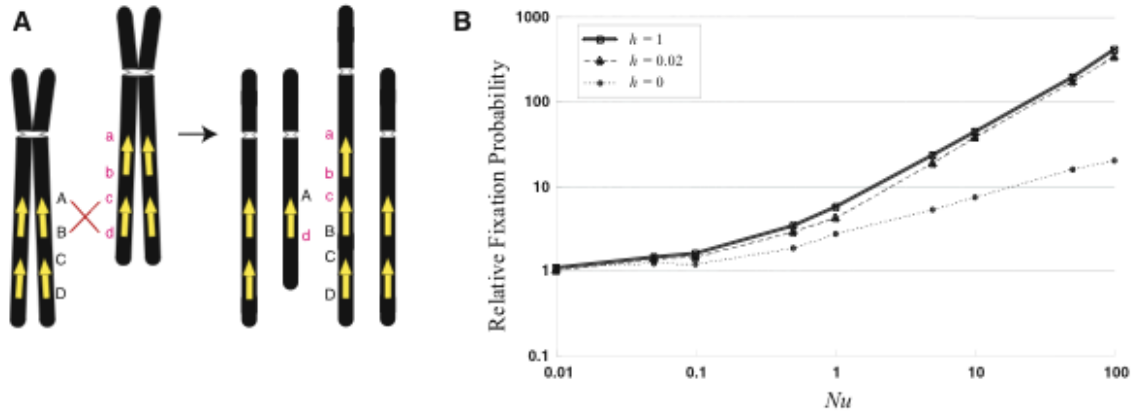 A
a
b
A
c
B
d
C
D
a
b
A
c
d
B
C
D
B
Relative Fixation Probability
1000
100
10
1
0.1
h = 1
h = 0.02
h = 0
0.01
0.1
1
10
100
Nu